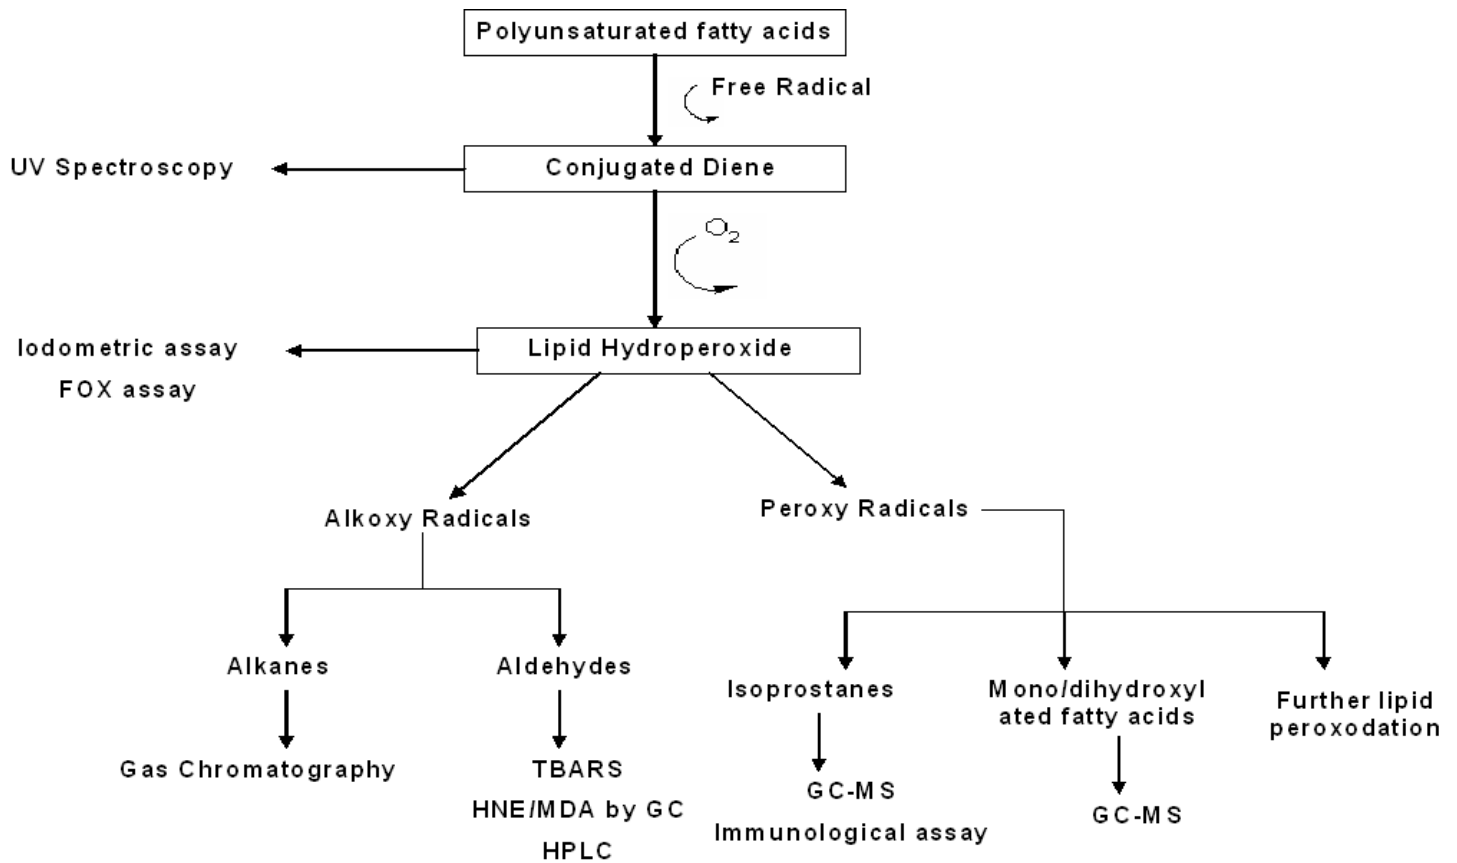 Polyunsaturated fatty acids
Free Radical
UV Spectroscopy
Conjugated Diene
O2
Iodometric assay
FOX assay
Lipid Hydroperoxide
Alkoxy Radicals
Peroxy Radicals
Alkanes
Aldehydes
Isoprostanes
Mono/dihydroxyl
ated fatty acids
Further lipid
peroxodation
Gas Chromatography
TBARS
HNE/MDA by GC
HPLC
GC-MS
Immunological assay
GC-MS